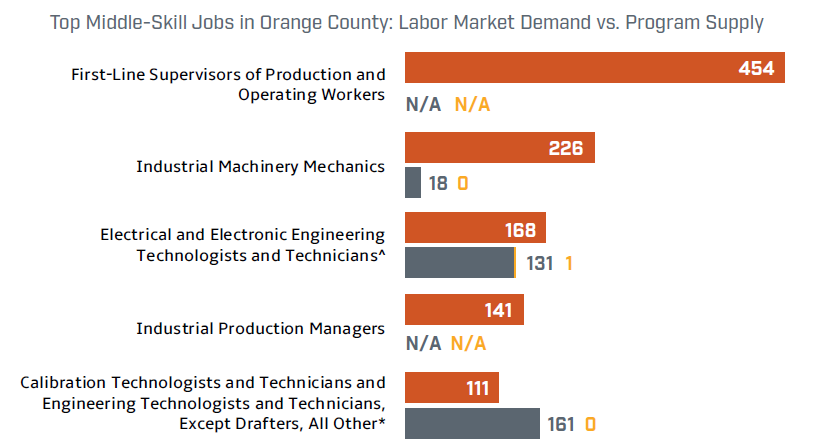 Top Middle-Skill Jobs in Orange County: Labor Market Demand vs. Program Supply
First-Line Supervisors of Production and
Operating Workers
454
N/A N/A
Industrial Machinery Mechanics
226
18 0
Electrical and Electronic Engineering
Technologists and Technicians^
168
131 1
Industrial Production Managers
141
N/A N/A
Calibration Technologists and Technicians and
Engineering Technologists and Technicians,
Except Drafters, All Other*
111
161 0